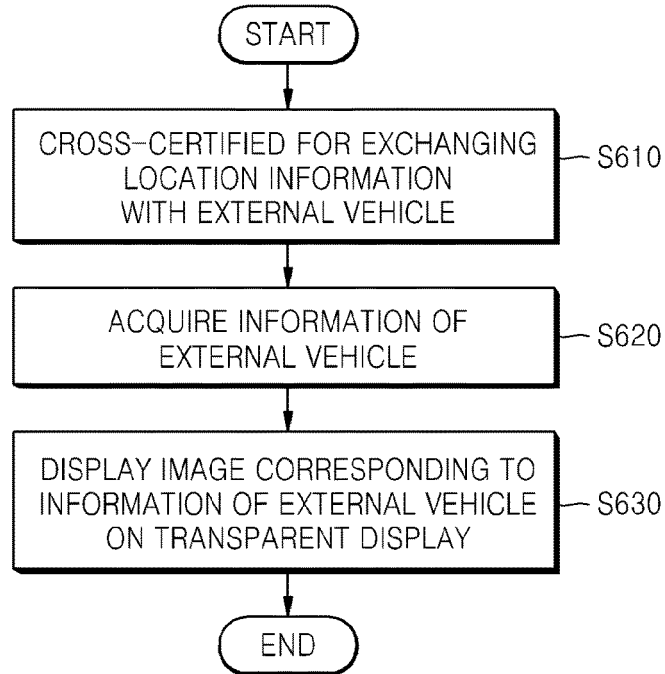 START
CROSS-CERTIFIED FOR EXCHANGING
LOCATION INFORMATION
WITH EXTERNAL VEHICLE
S610
ACQUIRE INFORMATION OF
EXTERNAL VEHICLE
S620
DISPLAY IMAGE CORRESPONDING TO
INFORMATION OF EXTERNAL VEHICLE
ON TRANSPARENT DISPLAY
S630
END